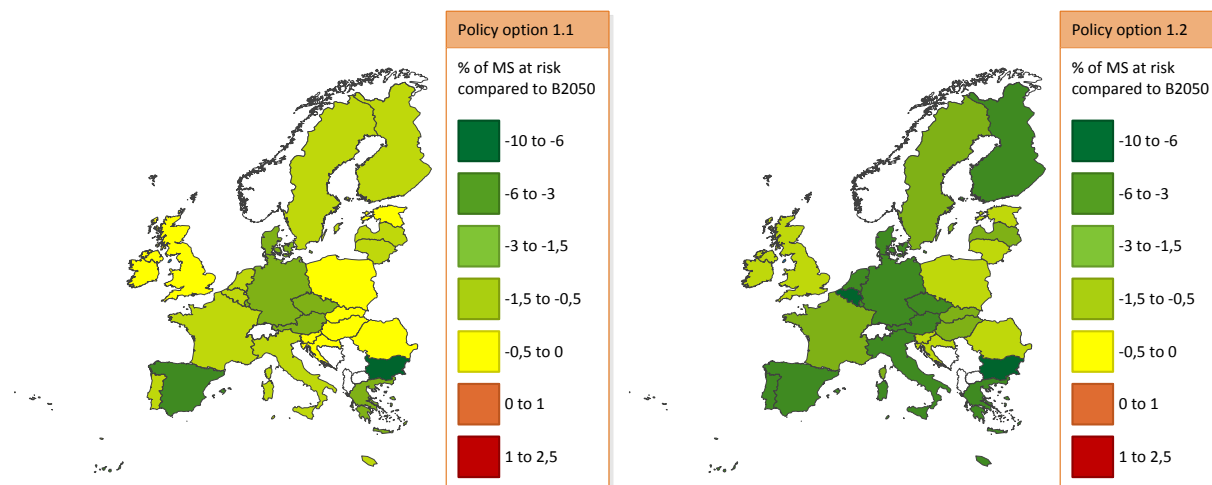 Policy option 1.1
% of MS at risk
compared to B2050
-10 to -6
-6 to -3
-3 to -1,5
-1,5 to -0,5
-0,5 to 0
0 to 1
1 to 2,5
Policy option 1.2
% of MS at risk
compared to B2050
-10 to -6
-6 to -3
-3 to -1,5
-1,5 to -0,5
-0,5 to 0
0 to 1
1 to 2,5